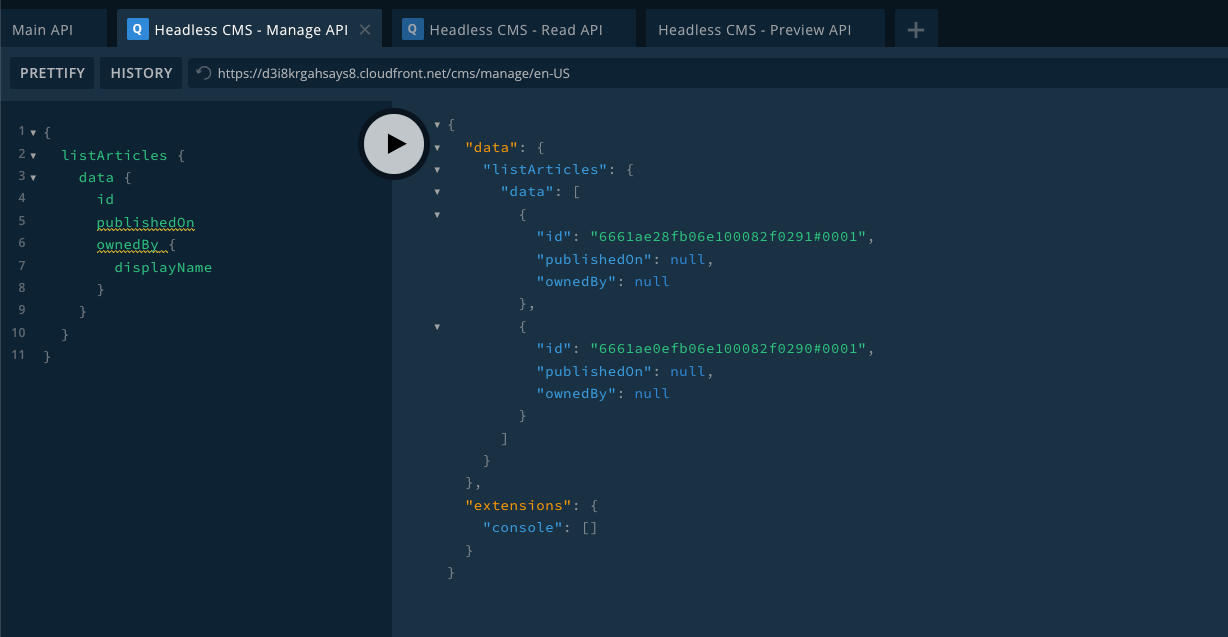 Main API
Q Headless CMS - Manage API
Q Headless CMS - Read API
Headless CMS - Preview API
PRETTIFY
HISTORY
https://d3i8krgahsays8.cloudfront.net/cms/manage/en-US
1 {
2 listArticles {
3 data {
4 id
5 publishedOn
6 ownedBy {
7 displayName
8 }
9 }
10 }
11 }
{
"data": {
"listArticles": {
"data": [
{
"id": "6661ae28fb06e100082f0291#0001",
"publishedOn": null,
"ownedBy": null
},
{
"id": "6661ae0efb06e100082f0290#0001",
"publishedOn": null,
"ownedBy": null
}
]
}
},
"extensions": {
"console": []
}
}